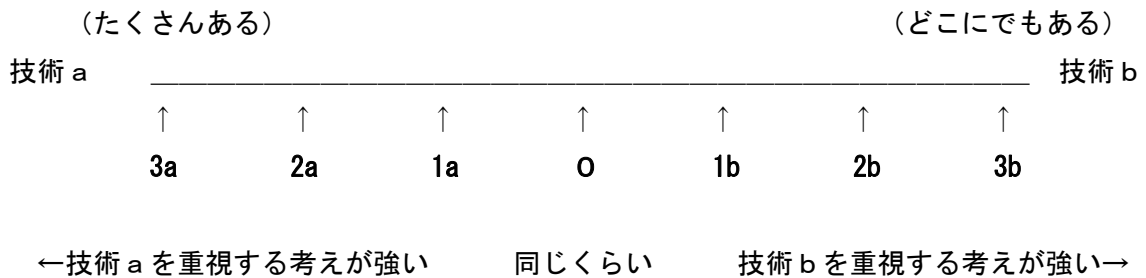 （たくさんある） （どこにでもある）
技術ａ ＿＿＿＿＿＿＿＿＿＿＿＿＿＿＿＿＿＿＿＿＿＿＿＿＿＿＿＿＿＿＿ 技術ｂ
↑ ↑ ↑ ↑ ↑ ↑ ↑
3a 2a 1a 0 1b 2b 3b
←技術ａを重視する考えが強い 同じくらい 技術ｂを重視する考えが強い→